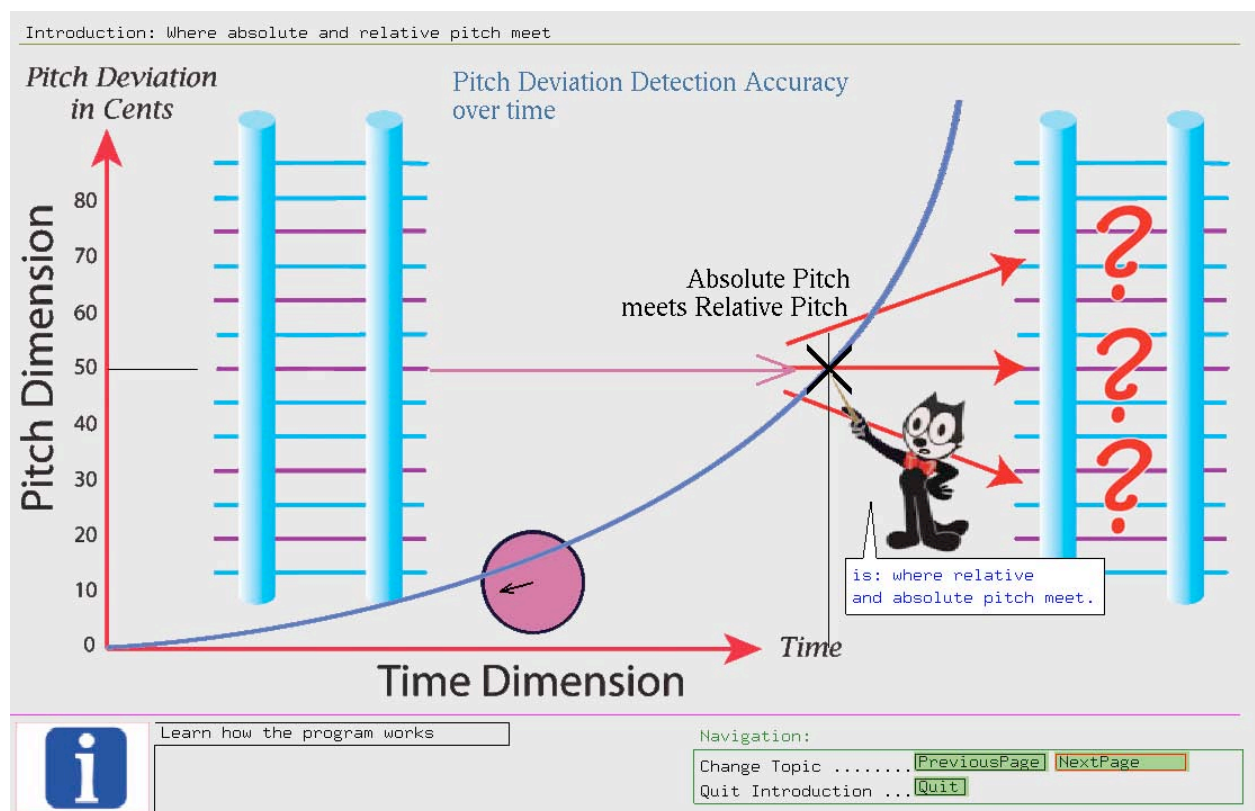 Introduction: Where absolute and relative pitch meet
Pitch Deviation
in Cents
Pitch Deviation Detection Accuracy
over time
Pitch Dimension
80
70
60
50
40
30
20
10
0
Absolute Pitch
meets Relative Pitch
?
?
?
is: where relative
and absolute pitch meet.
Time
Time Dimension
i
Learn how the program works
Navigation:
Change Topic ........PreviousPage NextPage
Quit Introduction ...Quit